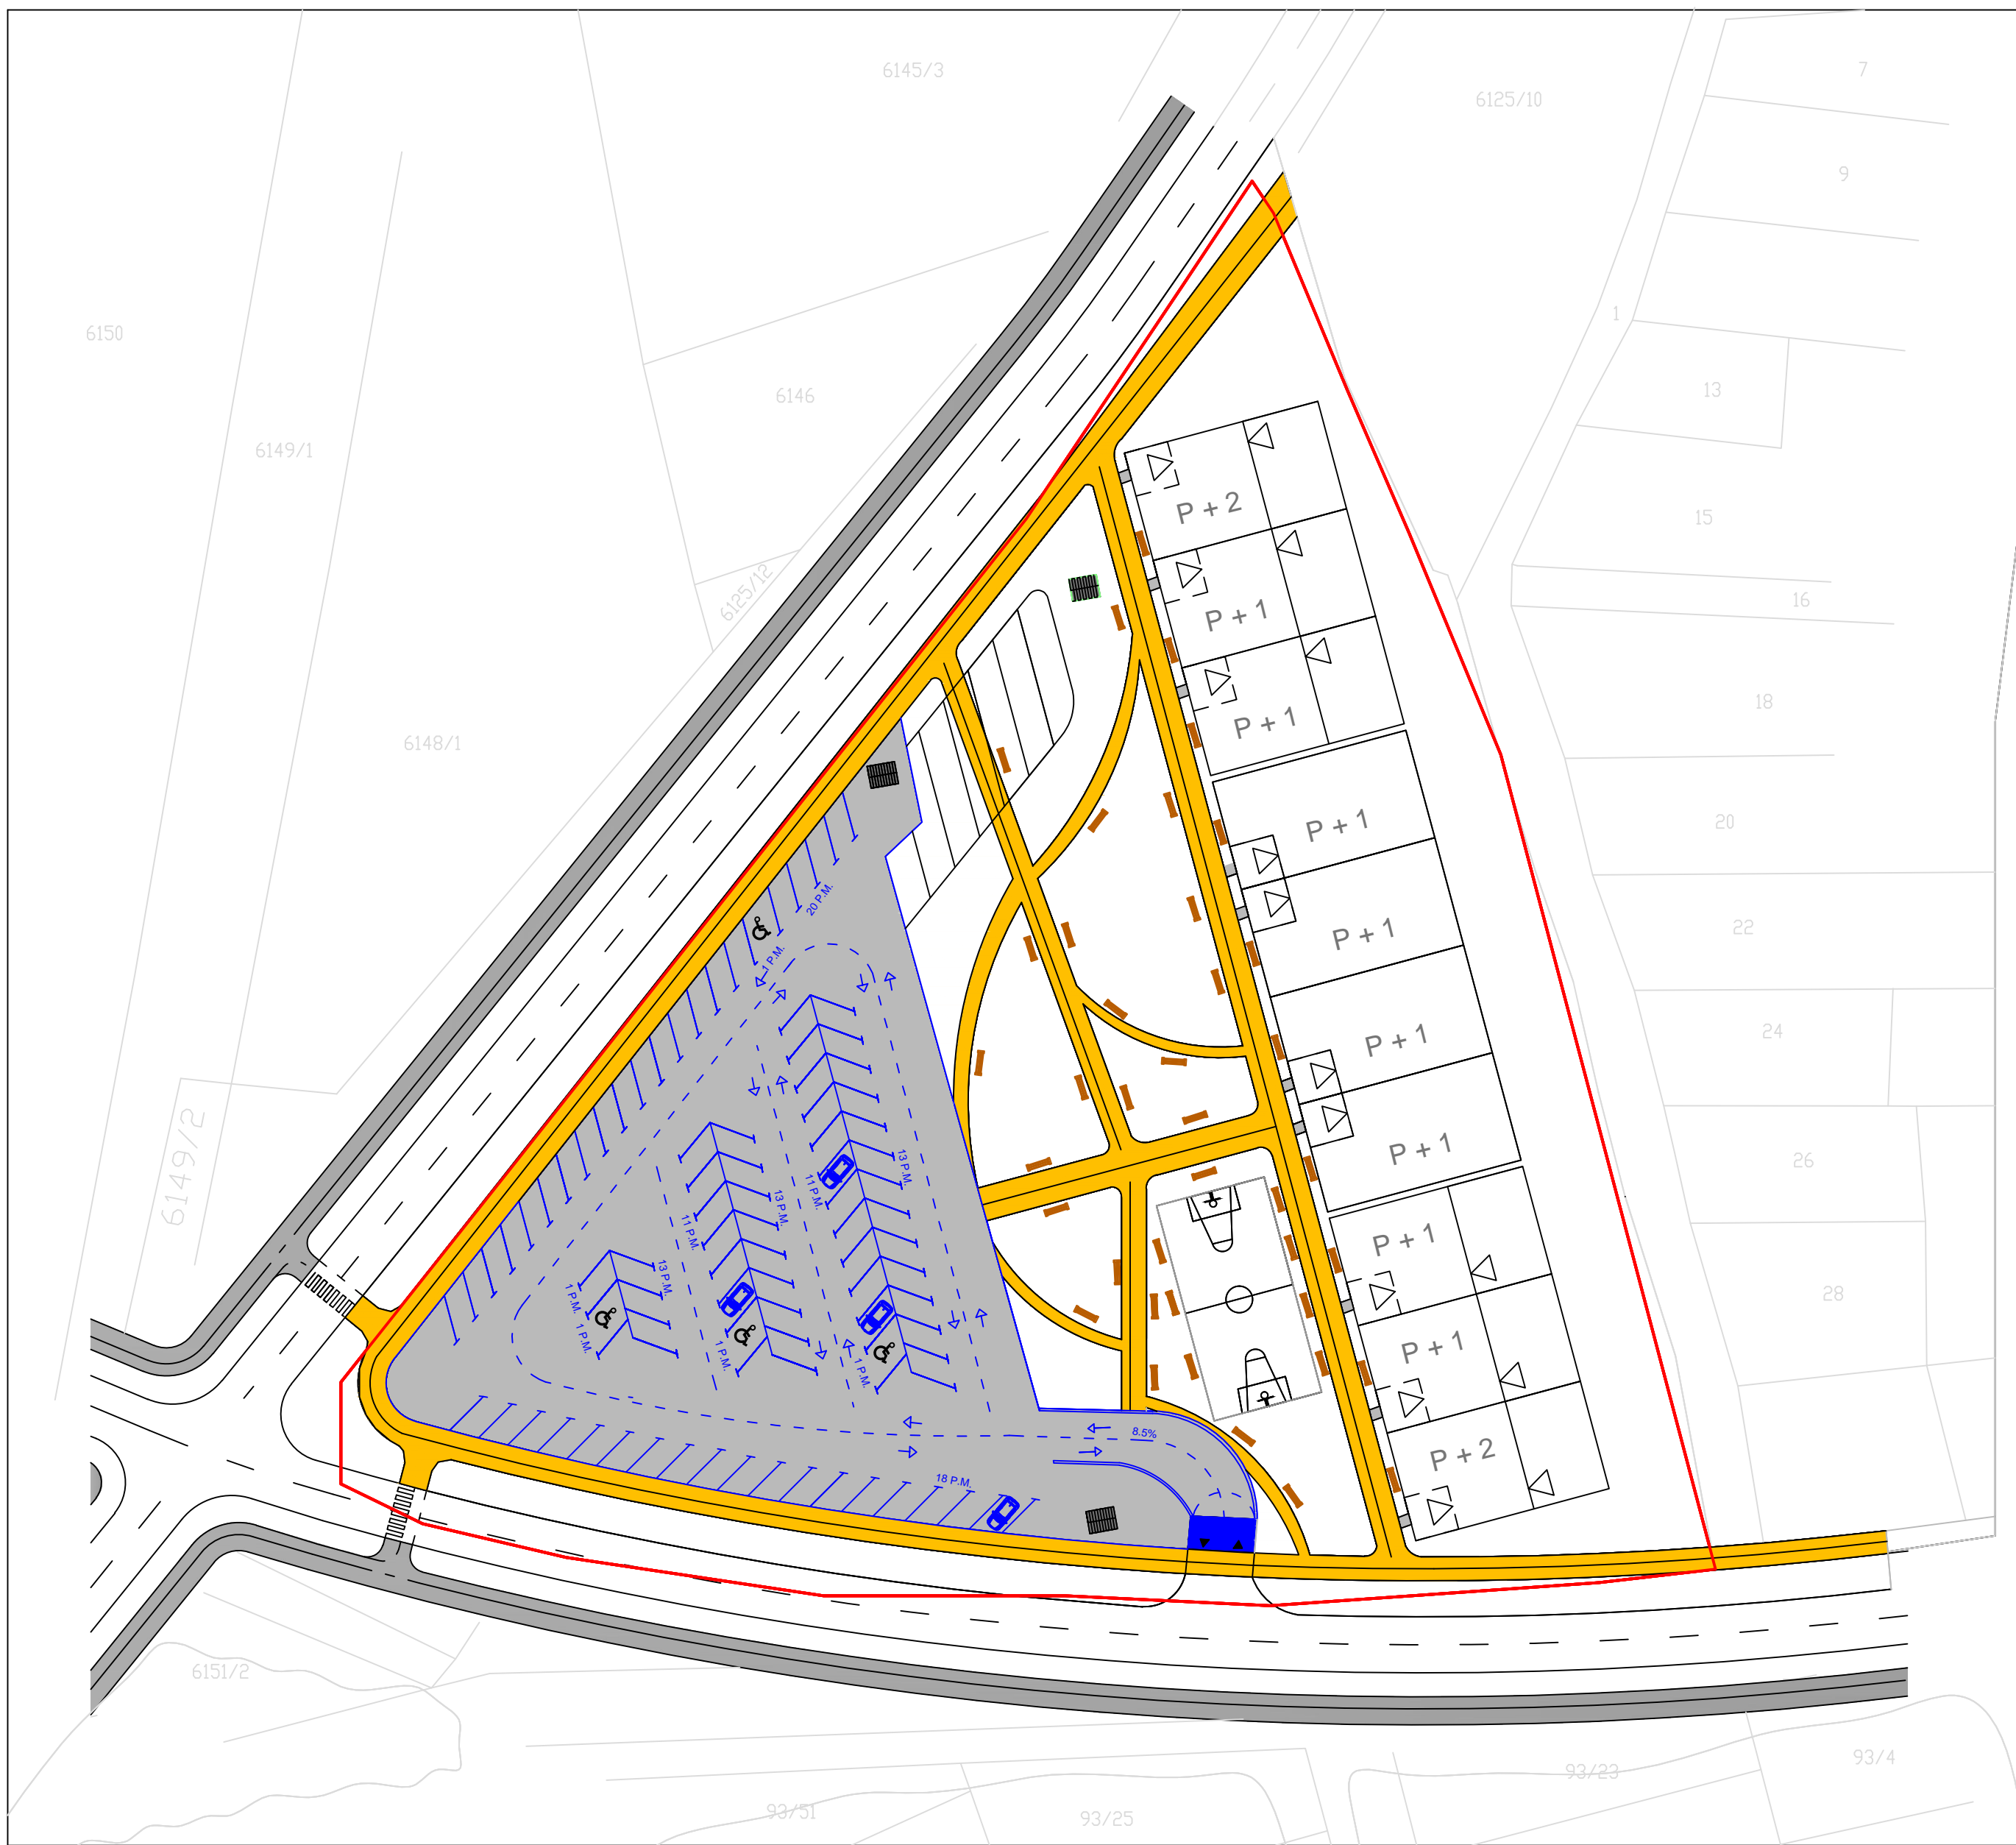 6145/3
7
6125/10
9
1
6150
13
6146
6149/1
P + 2
15
6125/12
16
P + 1
18
P + 1
6148/1
20
P + 1
20 P.M.
22
P + 1
1 P.M.
24
P + 1
6149/2
26
P + 1
13 P.M.
11 P.M.
13 P.M.
11 P.M.
P + 1
13 P.M.
28
1 P.M.
1 P.M.
1 P.M.
1 P.M.
P + 1
8.5%
P + 2
18 P.M.
6151/2
93/4
93/23
93/51
93/25